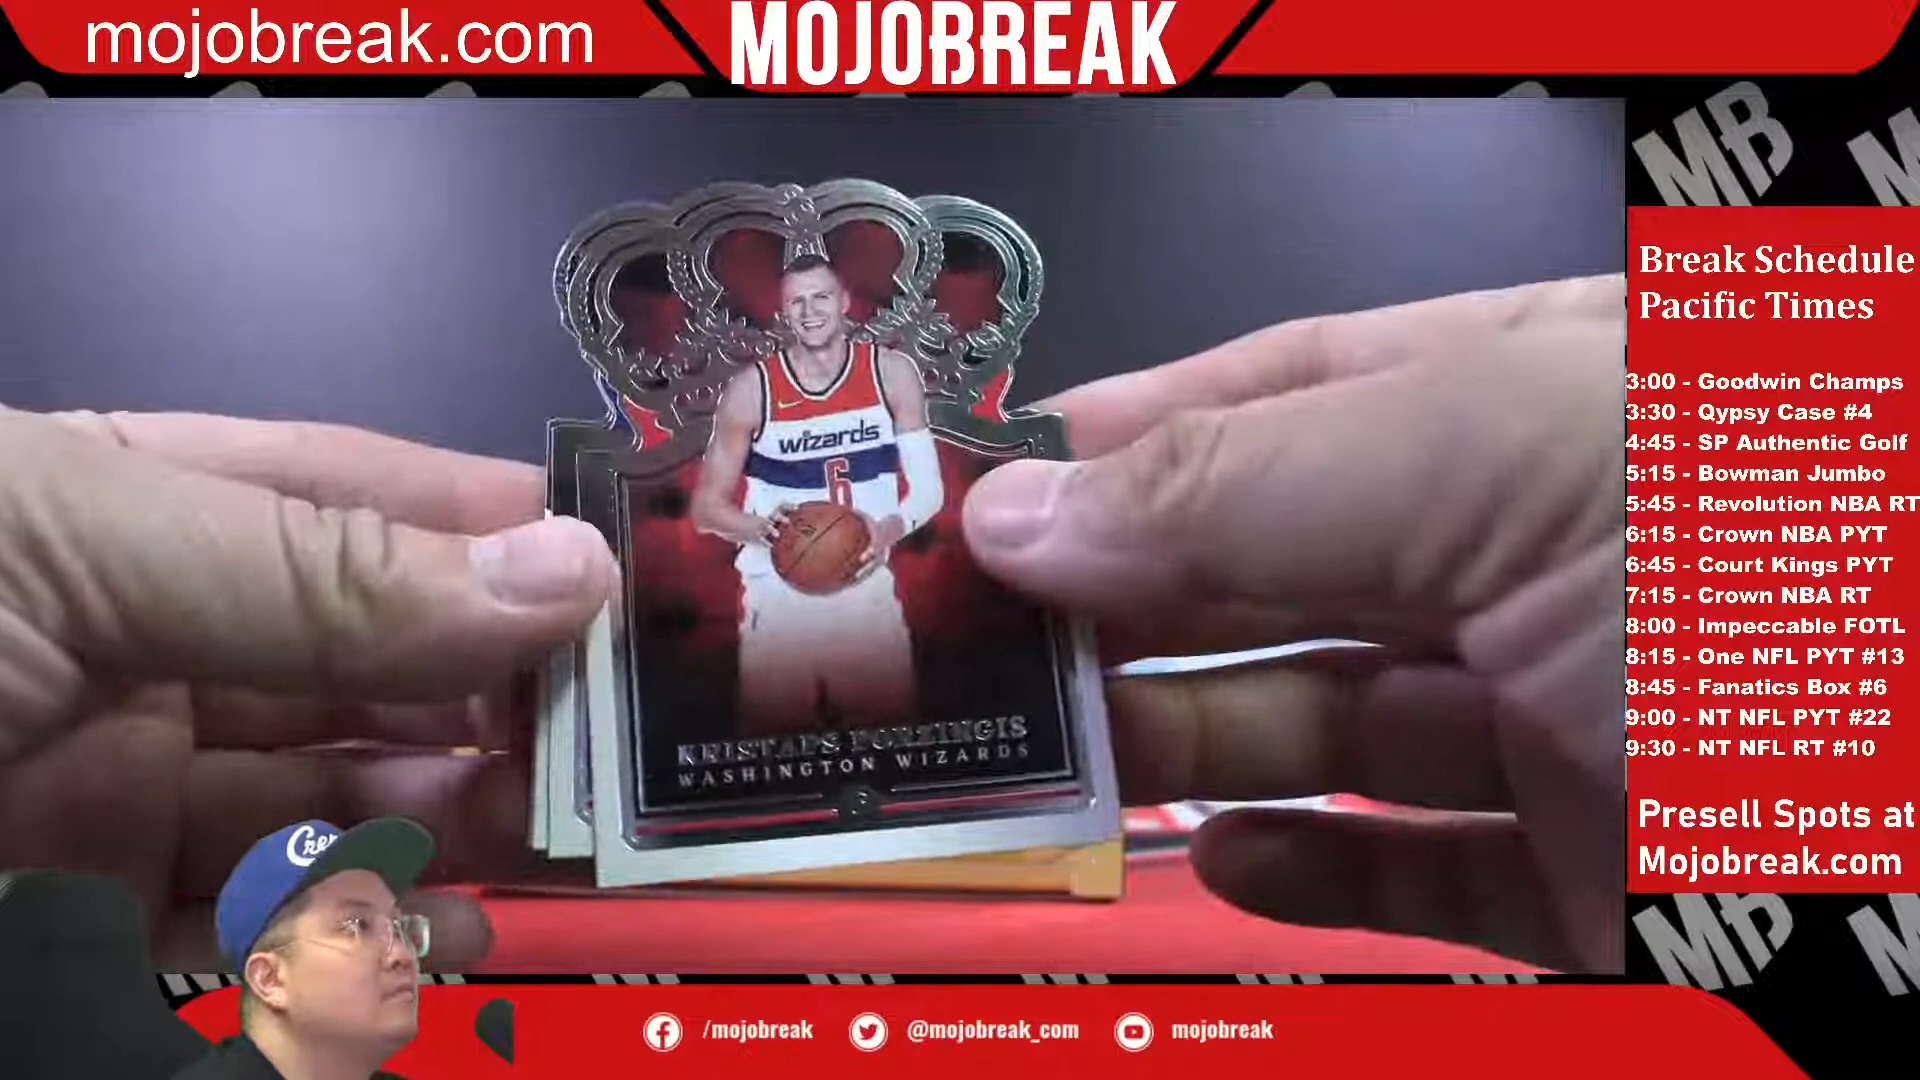 mojobreak.com
MOJOBREAK
MB
Break Schedule
Pacific Times
3:00 - Goodwin Champs
3:30 - Qypsy Case #4
4:45 - SP Authentic Golf
5:15 - Bowman Jumbo
5:45 - Revolution NBA RT
6:15 - Crown NBA PYT
6:45 - Court Kings PYT
7:15 - Crown NBA RT
8:00 - Impeccable FOTL
8:15 - One NFL PYT #13
8:45 - Fanatics Box #6
9:00 - NT NFL PYT #22
9:30 - NT NFL RT #10
Presell Spots at
Mojobreak.com
MB
wizards
6
KRISTAPS PORZINGIS
WASHINGTON WIZARDS
/mojobreak
@mojobreak_com
mojobreak